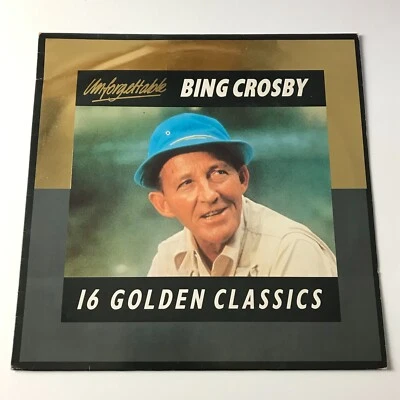 Unforgettable BING CROSBY
16 GOLDEN CLASSICS